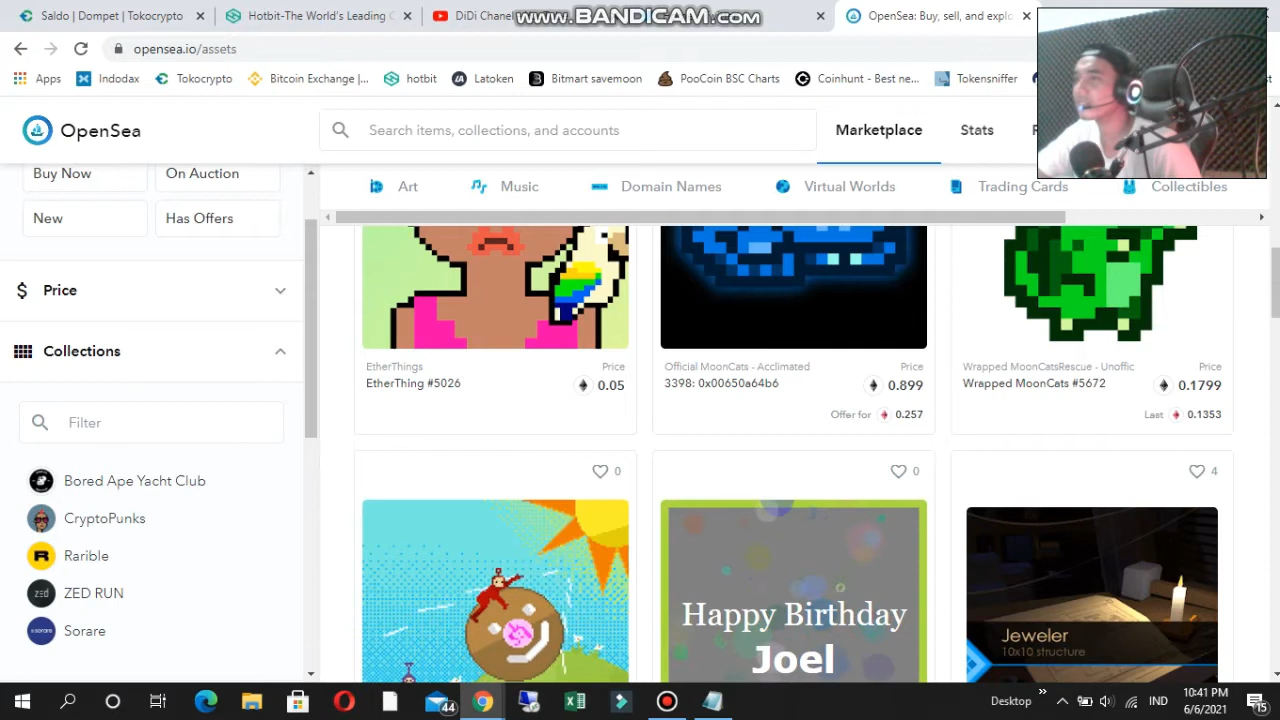 Saldo | Dompet | Tokocrypto
Hotbit-The World's Leading C
DiDi Chanel
www.BANDICAM.com
OpenSea: Buy, sell, and explo
opensea.io/assets
Apps
Indodax
Tokocrypto
Bitcoin Exchange |...
hotbit
Latoken
Bitmart savemoon
PooCoin BSC Charts
Coinhunt - Best ne...
Tokensniffer
OpenSea
Search items, collections, and accounts
Marketplace
Stats
Art
Music
Domain Names
Virtual Worlds
Trading Cards
Collectibles
Buy Now
On Auction
New
Has Offers
Price
Collections
Filter
Bored Ape Yacht Club
CryptoPunks
Rarible
ZED RUN
Sorare
EtherThings
Price
EtherThing #5026
0.05
Official MoonCats - Acclimated
Price
3398: 0x00650a64b6
0.899
Offer for 0.257
Wrapped MoonCatsRescue - Unoffic
Price
Wrapped MoonCats #5672
0.1799
Last 0.1353
0
0
4
Happy Birthday
Joel
Jeweler
10x10 structure
44
Desktop
IND
10:41 PM
6/6/2021
15